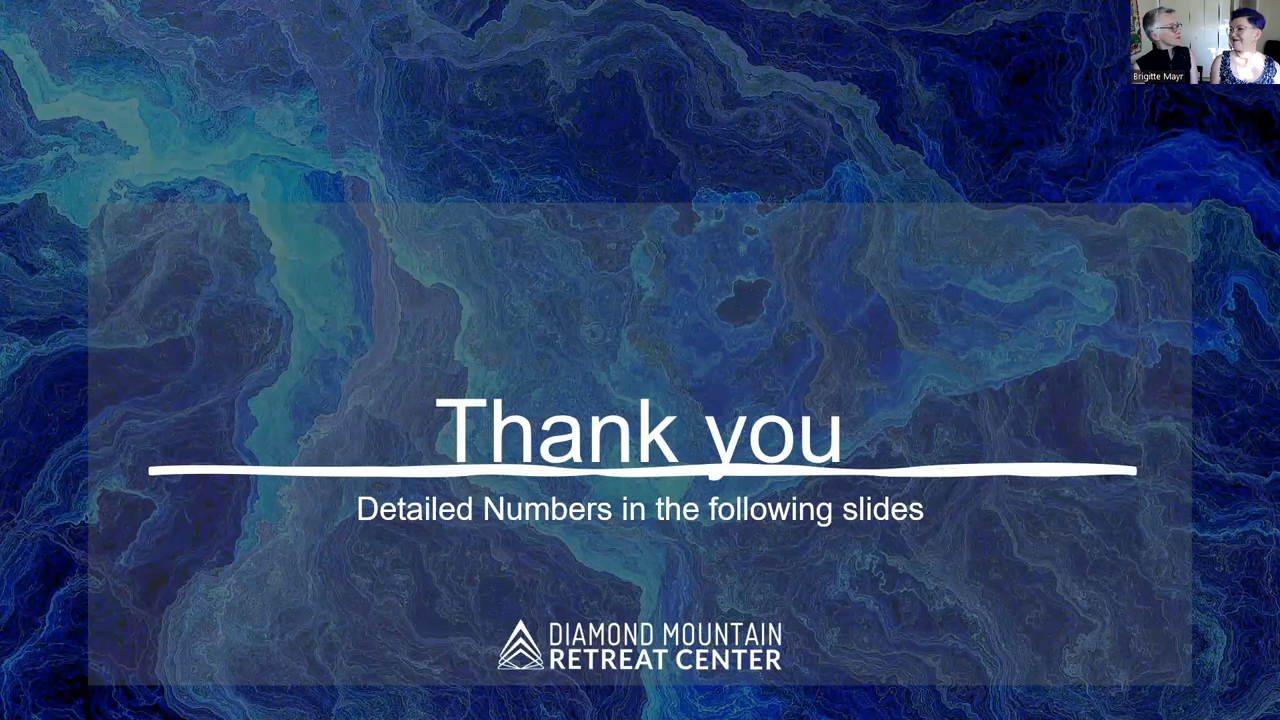 Brigitte Mayr
Thank you
Detailed Numbers in the following slides
DIAMOND MOUNTAIN
RETREAT CENTER